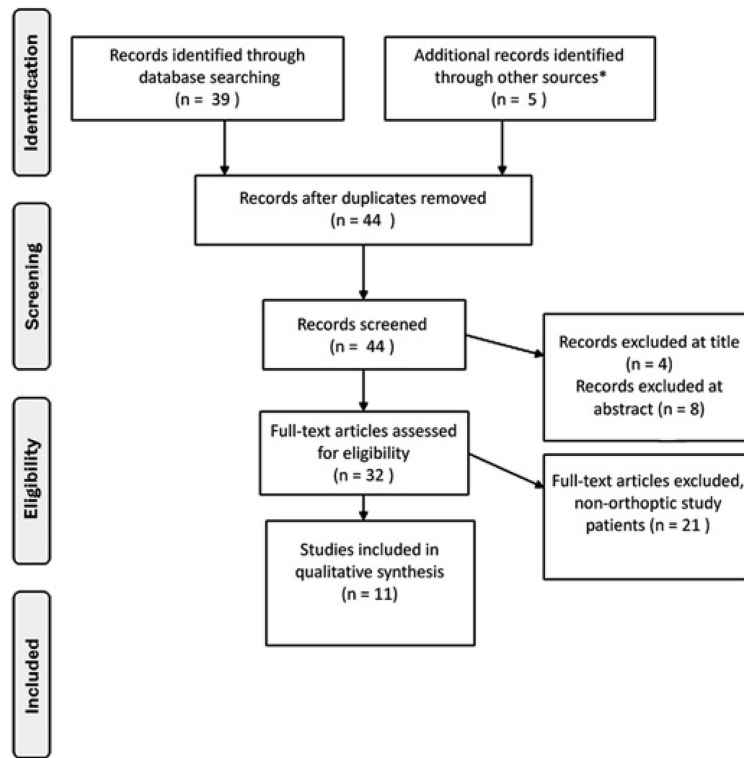 Identification
Records identified through
database searching
(n = 39 )
Additional records identified
through other sources*
(n = 5 )
Records after duplicates removed
(n = 44 )
Screening
Records screened
(n = 44 )
Records excluded at title
(n = 4)
Records excluded at
abstract (n = 8)
Eligibility
Full-text articles assessed
for eligibility
(n = 32 )
Full-text articles excluded,
non-orthoptic study
patients (n = 21 )
Studies included in
qualitative synthesis
(n = 11)
Included